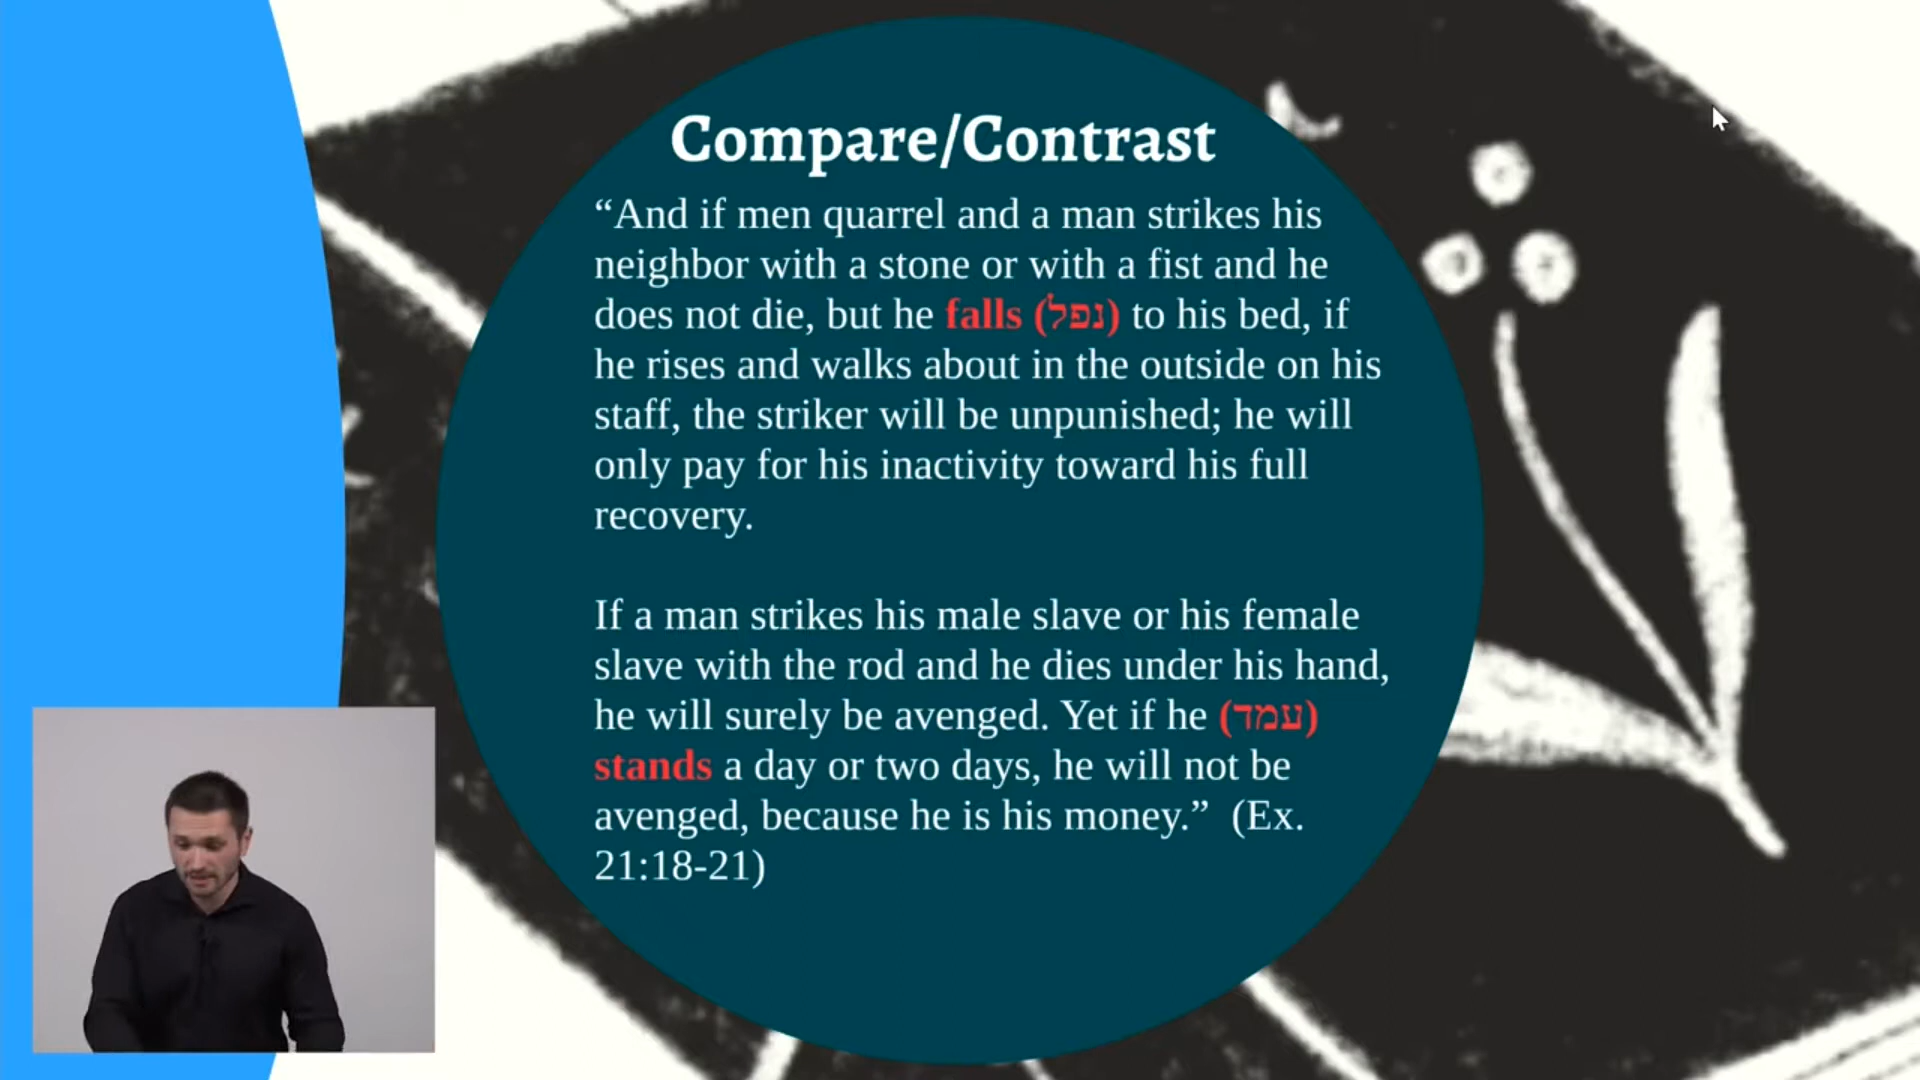 Compare/Contrast
“And if men quarrel and a man strikes his
neighbor with a stone or with a fist and he
does not die, but he falls (נפל) to his bed, if
he rises and walks about in the outside on his
staff, the striker will be unpunished; he will
only pay for his inactivity toward his full
recovery.
If a man strikes his male slave or his female
slave with the rod and he dies under his hand,
he will surely be avenged. Yet if he (עמד)
stands a day or two days, he will not be
avenged, because he is his money.” (Ex.
21:18-21)